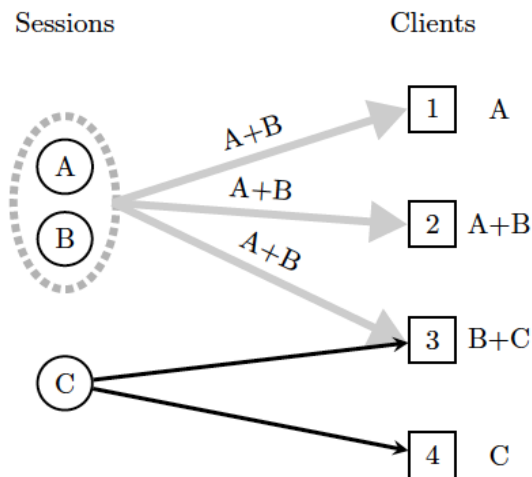 Sessions Clients
1 A
A+B
A
A+B
2 A+B
B
A+B
3 B+C
C
4 C